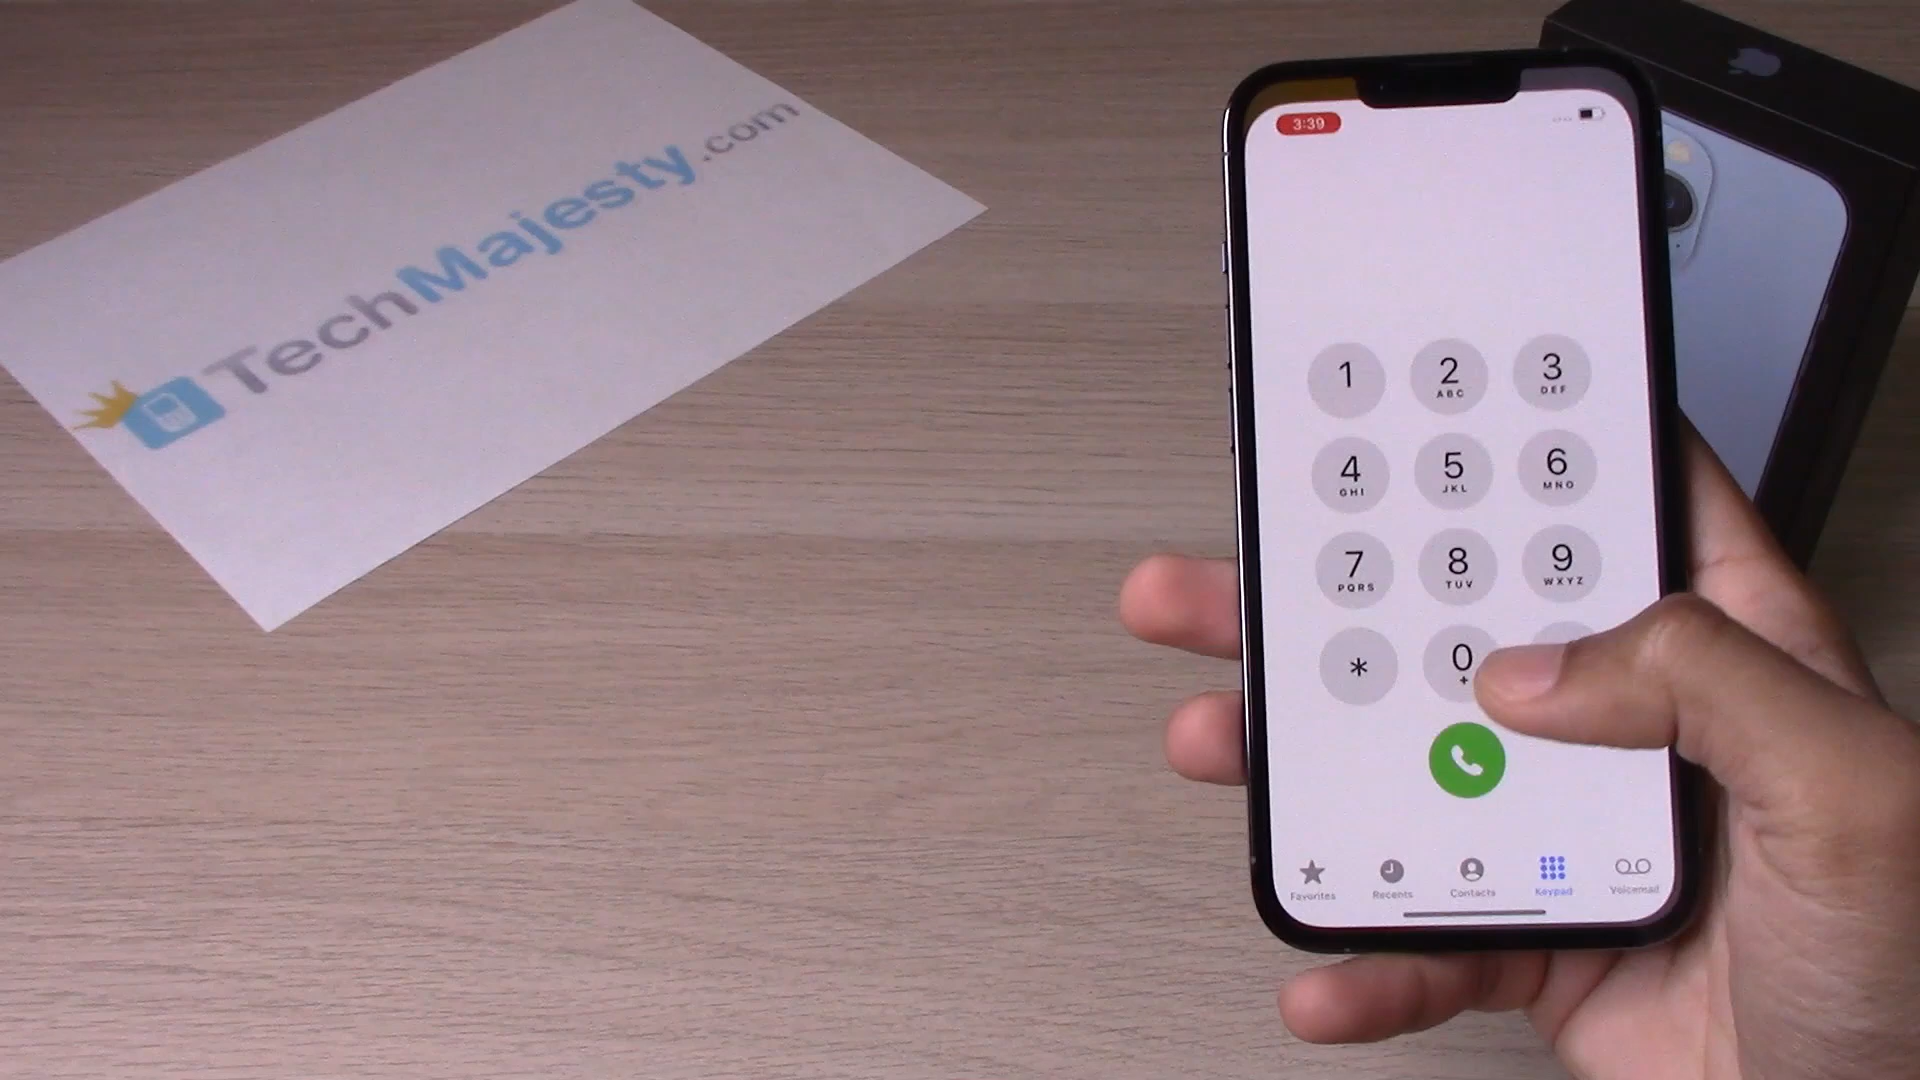 TechMajesty.com
3:39
1
2
ABC
3
DEF
4
GHI
5
JKL
6
MNO
7
PQRS
8
TUV
9
WXYZ
*
0
+
Favorites
Recents
Contacts
Keypad
Voicemail